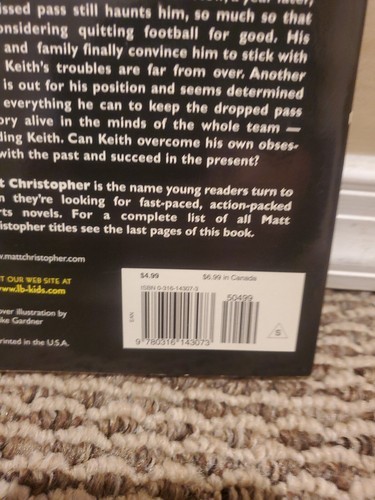 issed pass still haunts him, so much so that
onsidering quitting football for good. His
and family finally convince him to stick with
Keith's troubles are far from over. Another
is out for his position and seems determined
everything he can to keep the dropped pass
ory alive in the minds of the whole team —
ding Keith. Can Keith overcome his own obses-
with the past and succeed in the present?
t Christopher is the name young readers turn to
n they're looking for fast-paced, action-packed
rts novels. For a complete list of all Matt
istopher titles see the last pages of this book.
w.mattchristopher.com
T OUR WEB SITE AT
www.lb-kids.com
over illustration by
ike Gardner
rinted in the U.S.A.
$4.99 $6.99 in Canada
ISBN 0-316-14307-3
50499
EAN
S
9 780316 143073